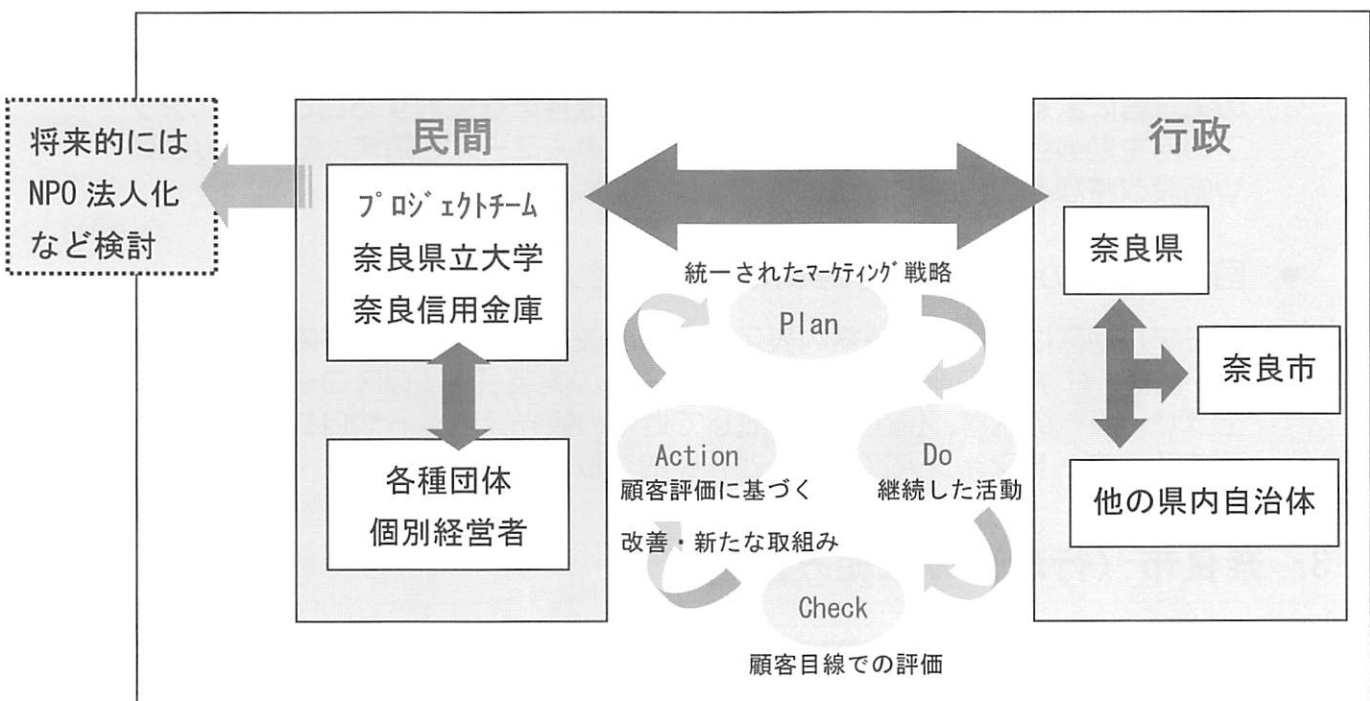 将来的には
NPO法人化
など検討
民間
プロジェクトチーム
奈良県立大学
奈良信用金庫
各種団体
個別経営者
統一されたマーケティング戦略
Plan
Do
継続した活動
Check
顧客目線での評価
Action
顧客評価に基づく
改善・新たな取組み
行政
奈良県
奈良市
他の県内自治体